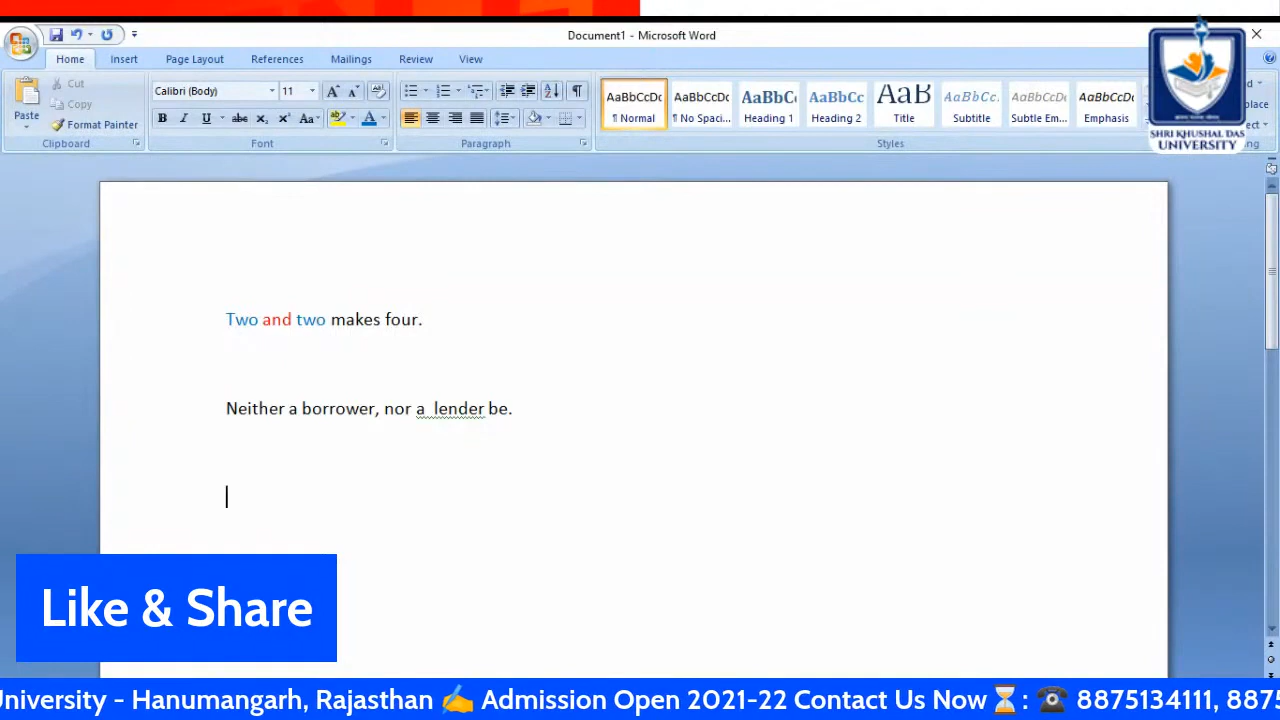 Document1 - Microsoft Word
Home Insert Page Layout References Mailings Review View
Paste
Cut
Copy
Format Painter
Clipboard
Calibri (Body) 11
Font
Paragraph
AaBbCcDc AaBbCcDc AaBbC AaBbCc AaB AaBbCc. AaBbCcDc AaBbCcDc
¶ Normal ¶ No Spaci... Heading 1 Heading 2 Title Subtitle Subtle Em... Emphasis
Styles
SHRI KHUSHAL DAS
UNIVERSITY
Two and two makes four.
Neither a borrower, nor a  lender be.
Like & Share
University - Hanumangarh, Rajasthan ✍ Admission Open 2021-22 Contact Us Now ⏳: ☎ 8875134111, 8875